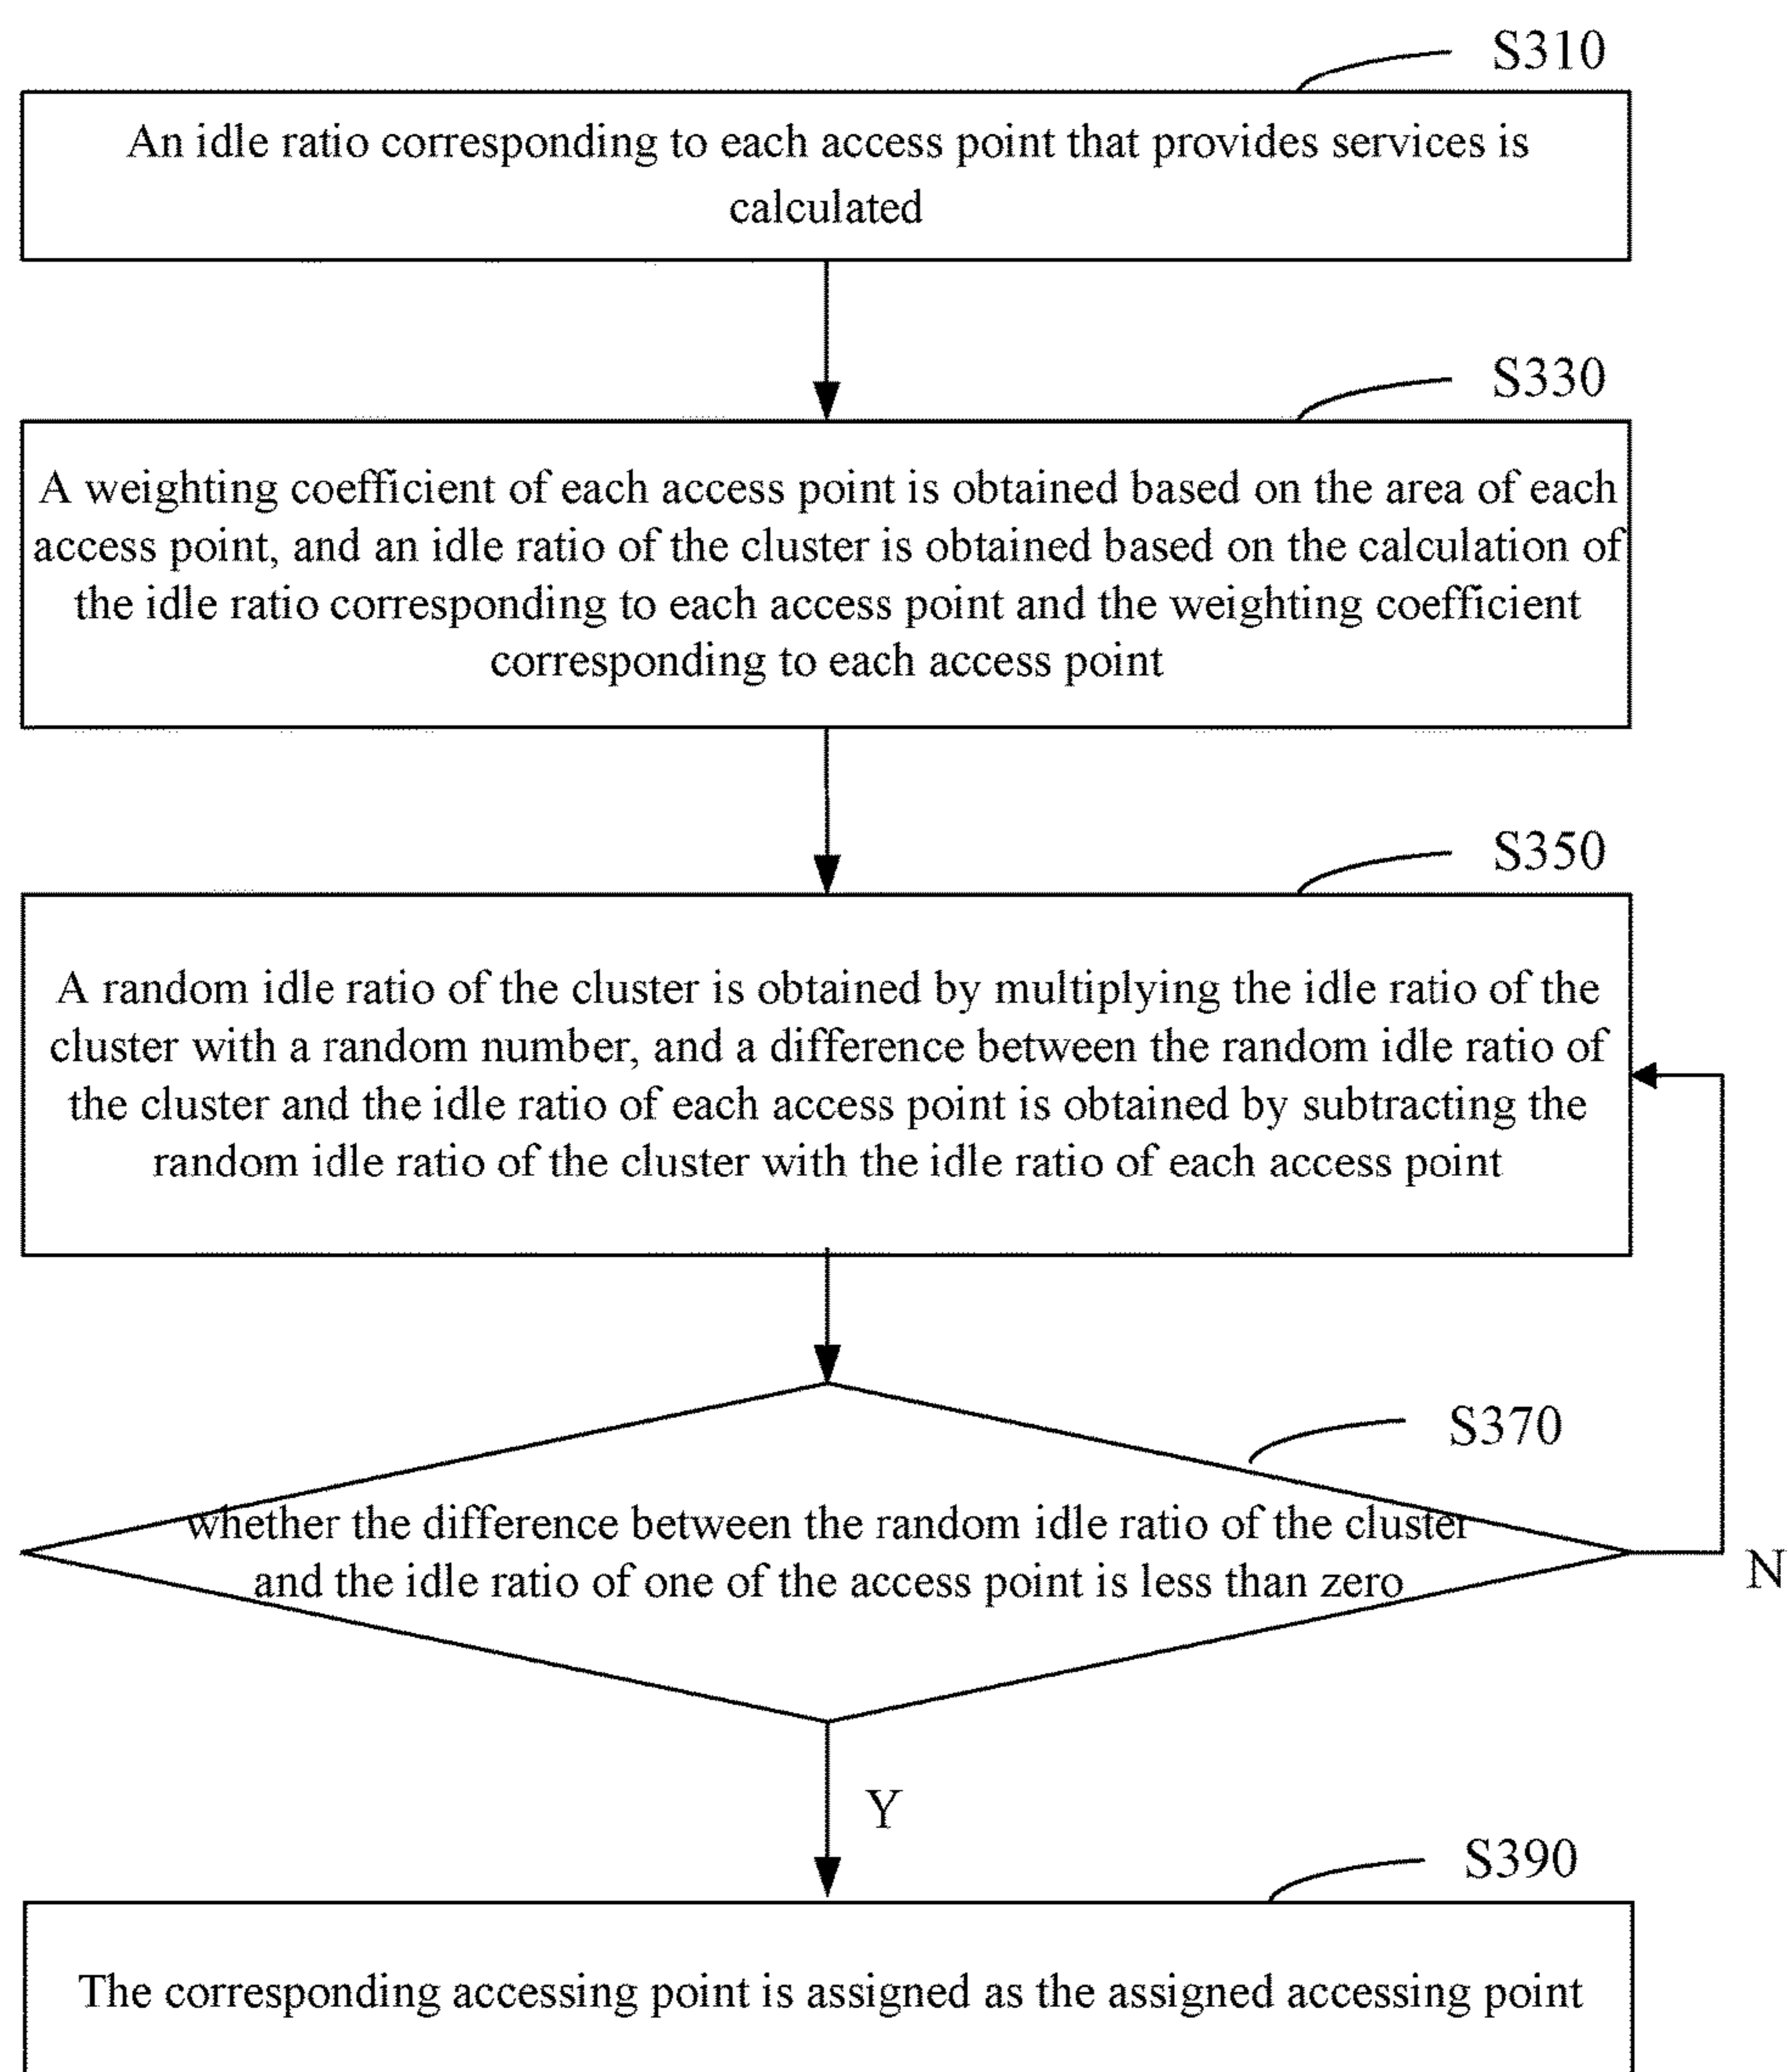 S310
An idle ratio corresponding to each access point that provides services is
calculated
S330
A weighting coefficient of each access point is obtained based on the area of each
access point, and an idle ratio of the cluster is obtained based on the calculation of
the idle ratio corresponding to each access point and the weighting coefficient
corresponding to each access point
S350
A random idle ratio of the cluster is obtained by multiplying the idle ratio of the
cluster with a random number, and a difference between the random idle ratio of
the cluster and the idle ratio of each access point is obtained by subtracting the
random idle ratio of the cluster with the idle ratio of each access point
S370
whether the difference between the random idle ratio of the cluster
and the idle ratio of one of the access point is less than zero
N
Y
S390
The corresponding accessing point is assigned as the assigned accessing point